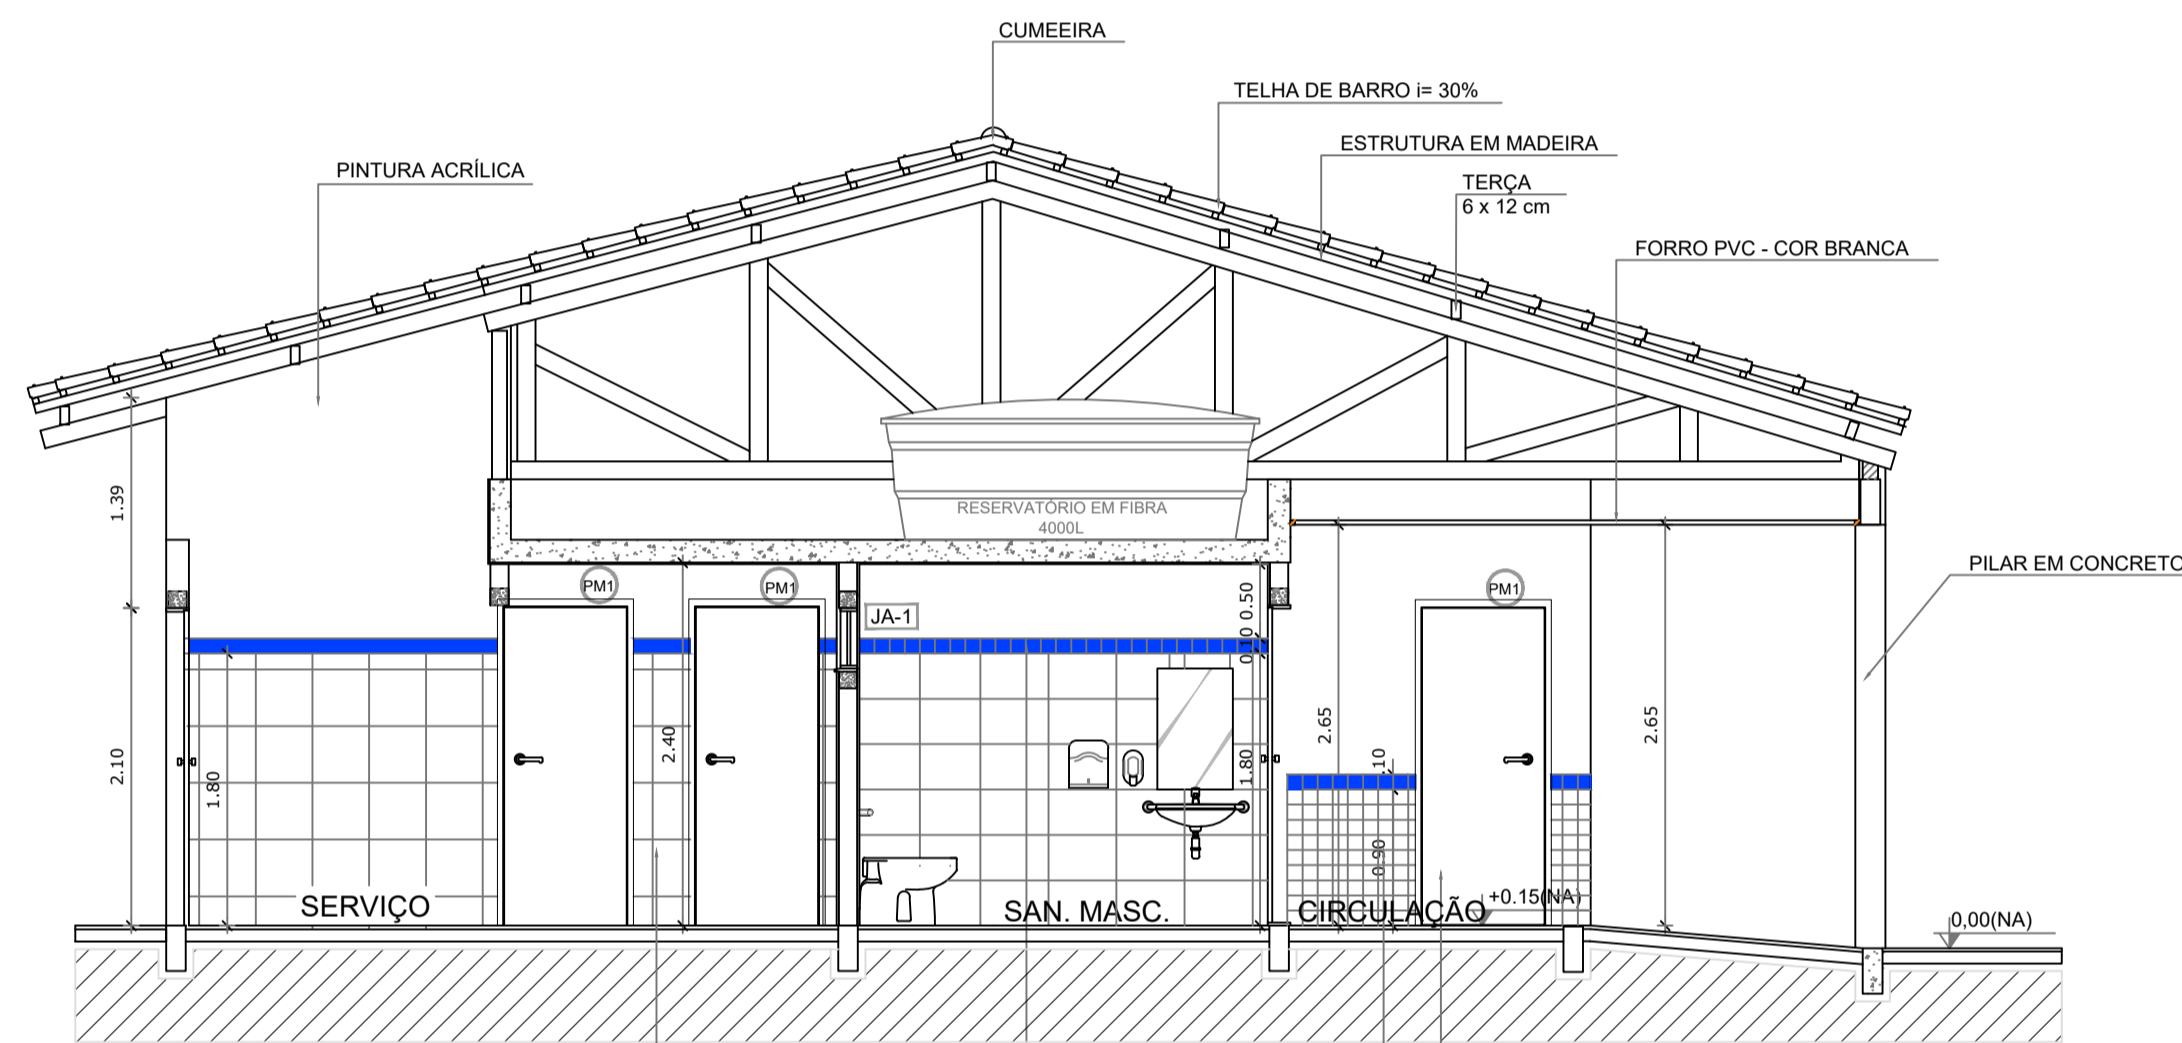 CUMEEIRA
TELHA DE BARRO i= 30%
ESTRUTURA EM MADEIRA
PINTURA ACRÍLICA
TERÇA
6 x 12 cm
FORRO PVC - COR BRANCA
1.39
RESERVATÓRIO EM FIBRA
4000L
PILAR EM CONCRETO
PM1
PM1
PM1
JA-1
0.50
0.10
2.10
1.80
2.40
1.80
2.65
.10
0.90
2.65
SERVIÇO
SAN. MASC.
CIRCULAÇÃO
+0.15(NA)
0,00(NA)